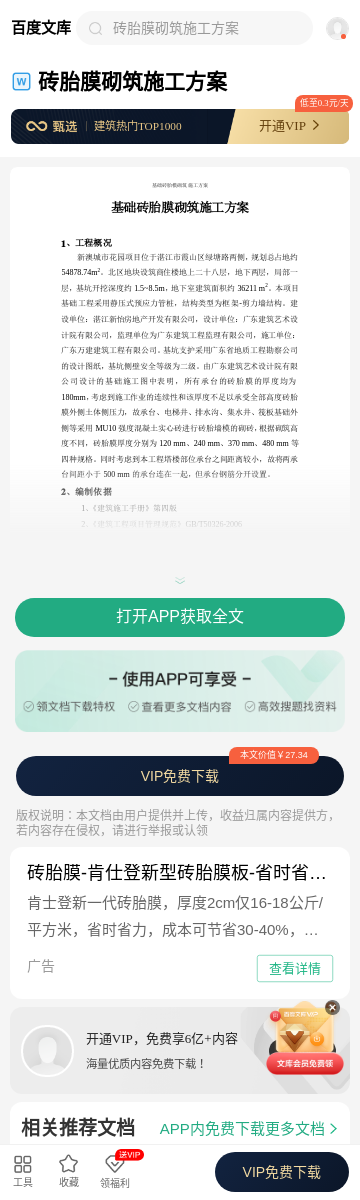 百度文库
砖胎膜砌筑施工方案
砖胎膜砌筑施工方案
低至0.3元/天
甄选
建筑热门TOP1000
开通VIP
基础砖胎膜砌筑 施工方案
基础砖胎膜砌筑施工方案
1、工程概况
新澳城市花园项目位于湛江市霞山区绿塘路两侧,规划总占地约
54878.74m²。北区地块设筑商住楼地上二十八层,地下两层,局部一
层,基坑开挖深度约 1.5~8.5m,地下室建筑面积约 36211 m²。本项目
基础工程采用静压式预应力管桩,结构类型为框架-剪力墙结构。建
设单位：湛江新怡房地产开发有限公司,设计单位：广东建筑艺术设
计院有限公司,监理单位为广东建筑工程监理有限公司,施工单位：
广东万建建筑工程有限公司。基坑支护采用广东省地质工程勘察公司
的设计图纸,基坑侧壁安全等级为二级。由广东建筑艺术设计院有限
公司设计的基础施工图中表明,所有承台的砖胎膜的厚度均为
180mm,考虑到施工作业的连续性和该厚度不足以承受全部高度砖胎
膜外侧土体侧压力,故承台、电梯井、排水沟、集水井、筏板基础外
侧等采用 MU10 强度混凝土实心砖进行砖胎墙模的砌砖,根据砌筑高
度不同,砖胎膜厚度分别为 120 mm、240 mm、370 mm、480 mm 等
四种规格。同时考虑到本工程塔楼部位承台之间距离较小,故将两承
台间距小于 500 mm 的承台连在一起,但承台钢筋分开设置。
2、编制依据
1、《建筑施工手册》第四版
2、《建筑工程项目管理规范》GB/T50326-2006
打开APP获取全文
使用APP可享受
领文档下载特权
查看更多文档内容
高效搜题找资料
本文价值￥27.34
VIP免费下载
版权说明：本文档由用户提供并上传，收益归属内容提供方，
若内容存在侵权，请进行举报或认领
砖胎膜-肯仕登新型砖胎膜板-省时省...
肯士登新一代砖胎膜，厚度2cm仅16-18公斤/
平方米，省时省力，成本可节省30-40%，...
广告
查看详情
开通VIP，免费享6亿+内容
海量优质内容免费下载！
文库会员免费领
相关推荐文档
APP内免费下载更多文档
工具
收藏
送VIP
领福利
VIP免费下载